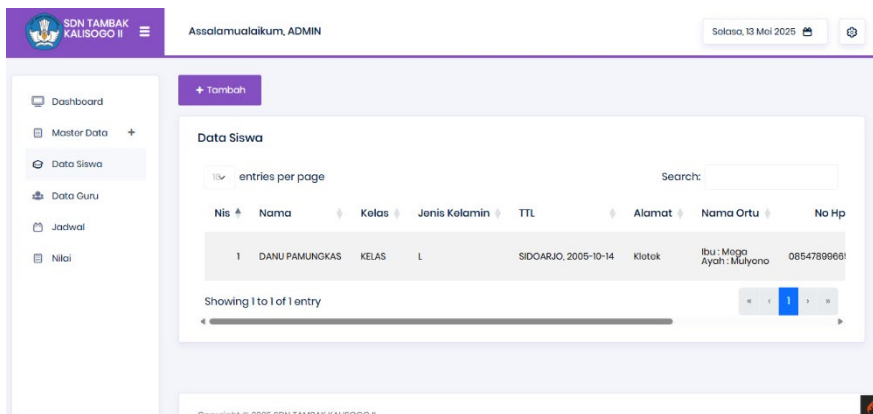 SDN TAMBAK
KALISOGO II
Assalamualaikum, ADMIN
Selasa, 13 Mei 2025
+ Tambah
Dashboard
Master Data +
Data Siswa
Data Guru
Jadwal
Nilai
Data Siswa
entries per page
Search:
Nis Nama Kelas Jenis Kelamin TTL Alamat Nama Ortu No Hp
1 DANU PAMUNGKAS KELAS L SIDOARJO, 2005-10-14 Klotok Ibu : Mega
Ayah : Mulyono
Showing 1 to 1 of 1 entry
« ‹ 1 › »